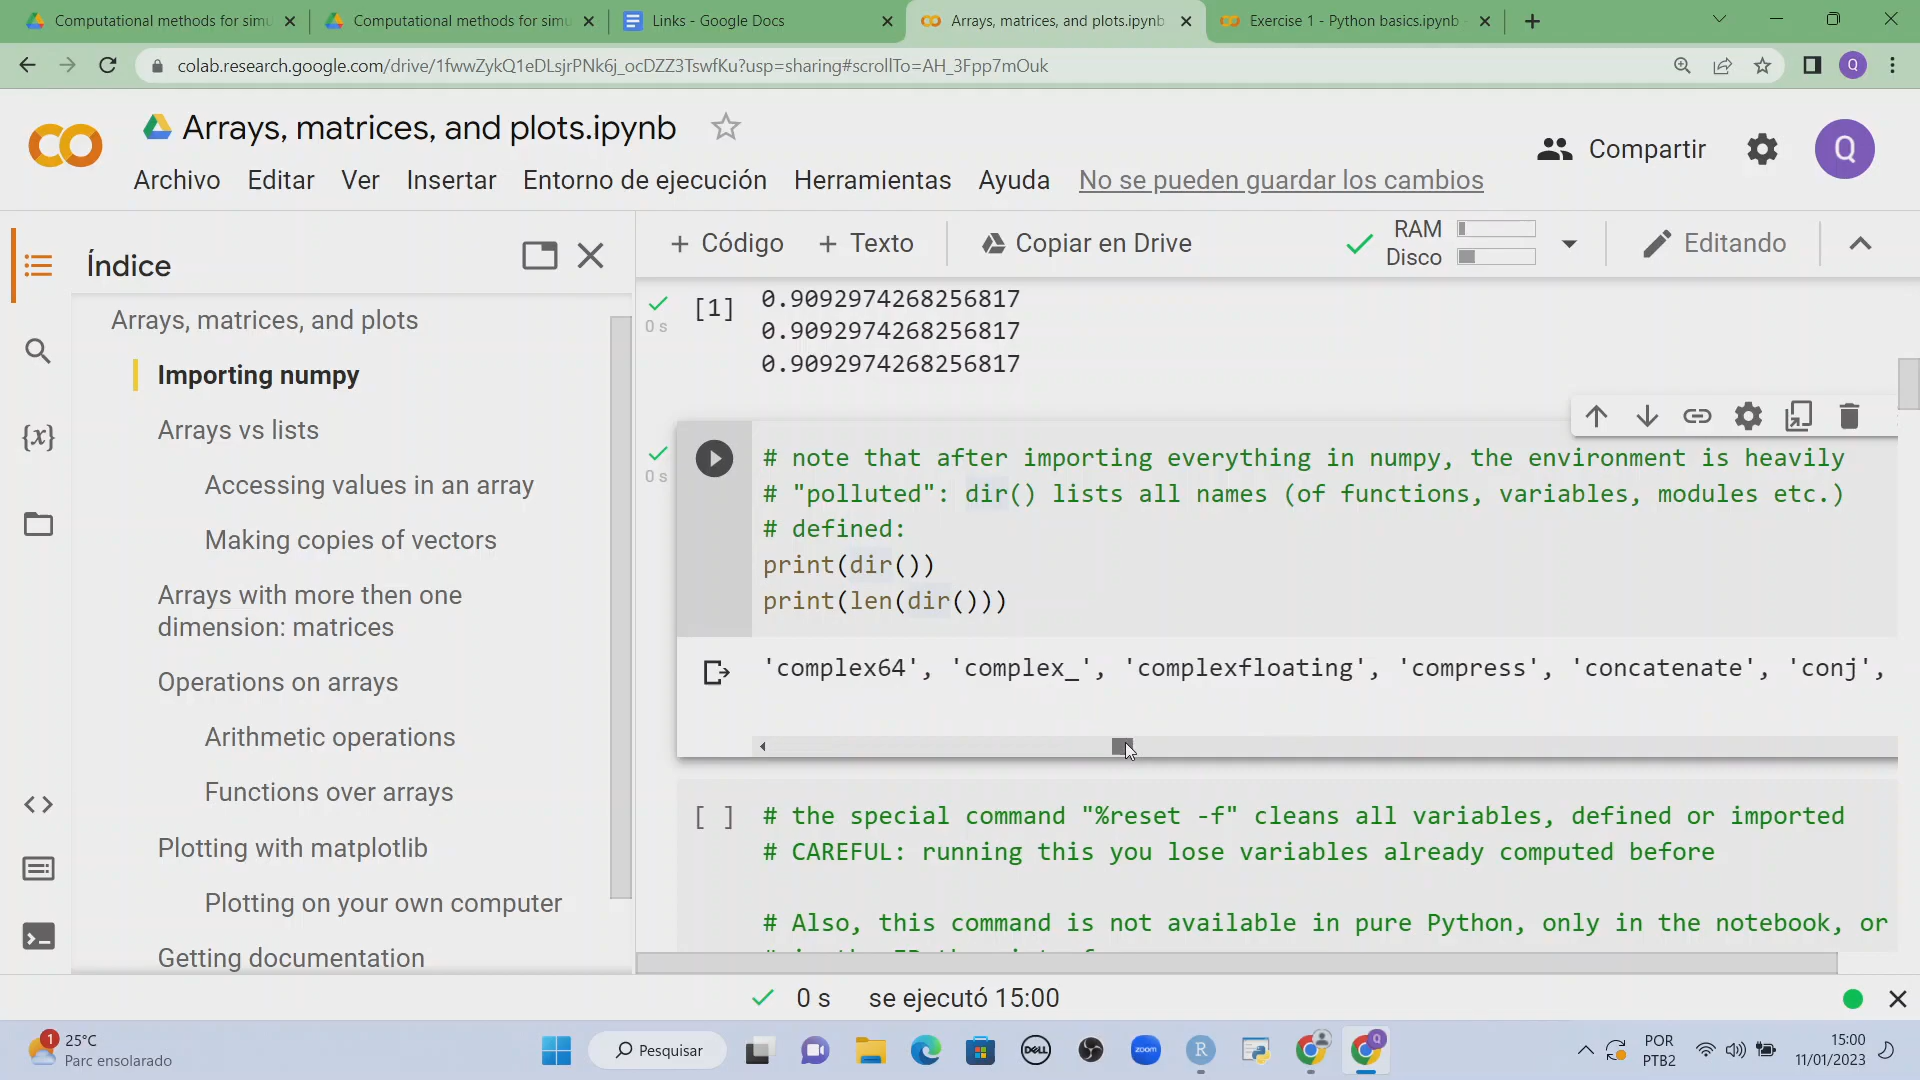 Computational methods for simu
Computational methods for simu
Links - Google Docs
Arrays, matrices, and plots.ipynb
Exercise 1 - Python basics.ipynb
colab.research.google.com/drive/1fwwZykQ1eDLsjrPNk6j_ocDZZ3TswfKu?usp=sharing#scrollTo=AH_3Fpp7mOuk
Q
Arrays, matrices, and plots.ipynb
Compartir
Q
Archivo Editar Ver Insertar Entorno de ejecución Herramientas Ayuda No se pueden guardar los cambios
+ Código + Texto Copiar en Drive
RAM
Disco
Editando
Índice
Arrays, matrices, and plots
Importing numpy
Arrays vs lists
Accessing values in an array
Making copies of vectors
Arrays with more then one
dimension: matrices
Operations on arrays
Arithmetic operations
Functions over arrays
Plotting with matplotlib
Plotting on your own computer
Getting documentation
{x}
[1] 0.9092974268256817
0 s
0.9092974268256817
0.9092974268256817
0 s
# note that after importing everything in numpy, the environment is heavily
# "polluted": dir() lists all names (of functions, variables, modules etc.)
# defined:
print(dir())
print(len(dir()))
'complex64', 'complex_', 'complexfloating', 'compress', 'concatenate', 'conj',
[ ] # the special command "%reset -f" cleans all variables, defined or imported
# CAREFUL: running this you lose variables already computed before
# Also, this command is not available in pure Python, only in the notebook, or
0 s se ejecutó 15:00
1
25°C
Parc ensolarado
Pesquisar
DELL
zoom
R
Q
POR
PTB2
15:00
11/01/2023